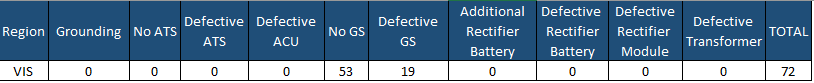 Region Grounding No ATS Defective ATS Defective ACU No GS Defective GS Additional Rectifier Battery Defective Rectifier Battery Defective Rectifier Module Defective Transformer TOTAL
VIS 0 0 0 0 53 19 0 0 0 0 72